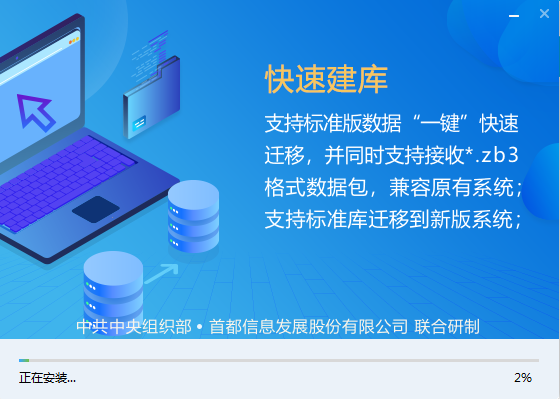 快速建库
支持标准版数据“一键”快速
迁移，并同时支持接收*.zb3
格式数据包，兼容原有系统；
支持标准库迁移到新版系统；
中共中央组织部 • 首都信息发展股份有限公司 联合研制
正在安装... 2%